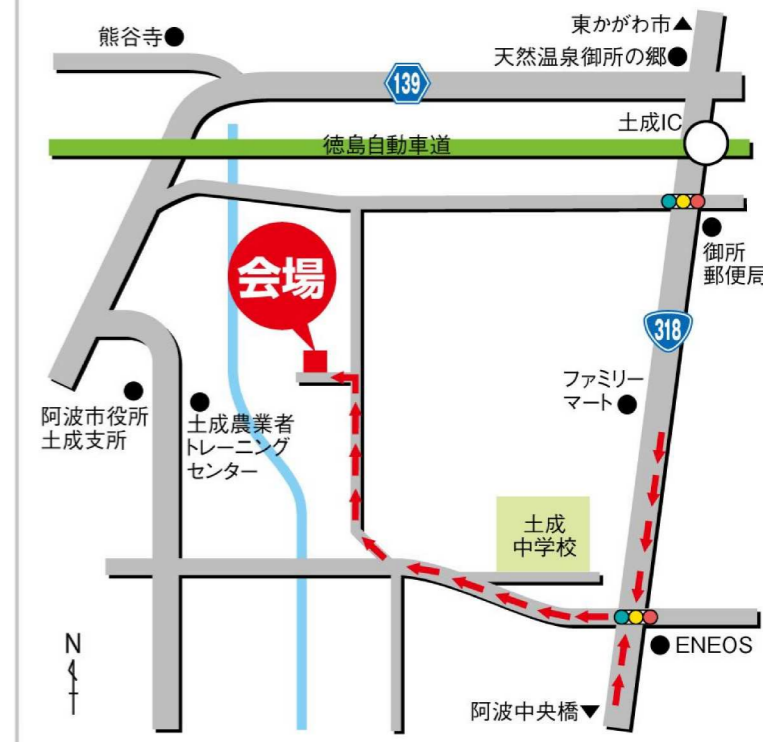 東かがわ市▲
熊谷寺●
天然温泉御所の郷●
139
土成IC
徳島自動車道
御所
郵便局
会場
318
ファミリー
マート●
阿波市役所
土成支所
土成農業者
トレーニング
センター
土成
中学校
N
● ENEOS
阿波中央橋▼